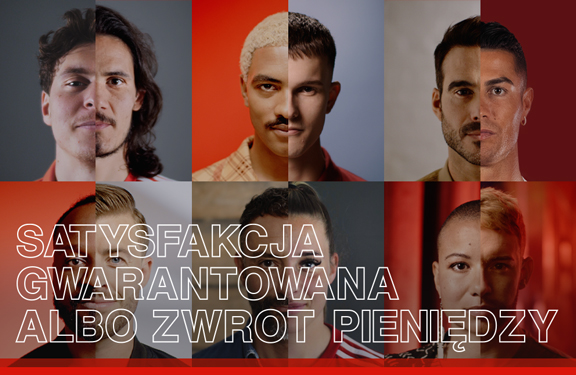 SATYSFAKCJA
GWARANTOWANA
ALBO ZWROT PIENIĘDZY